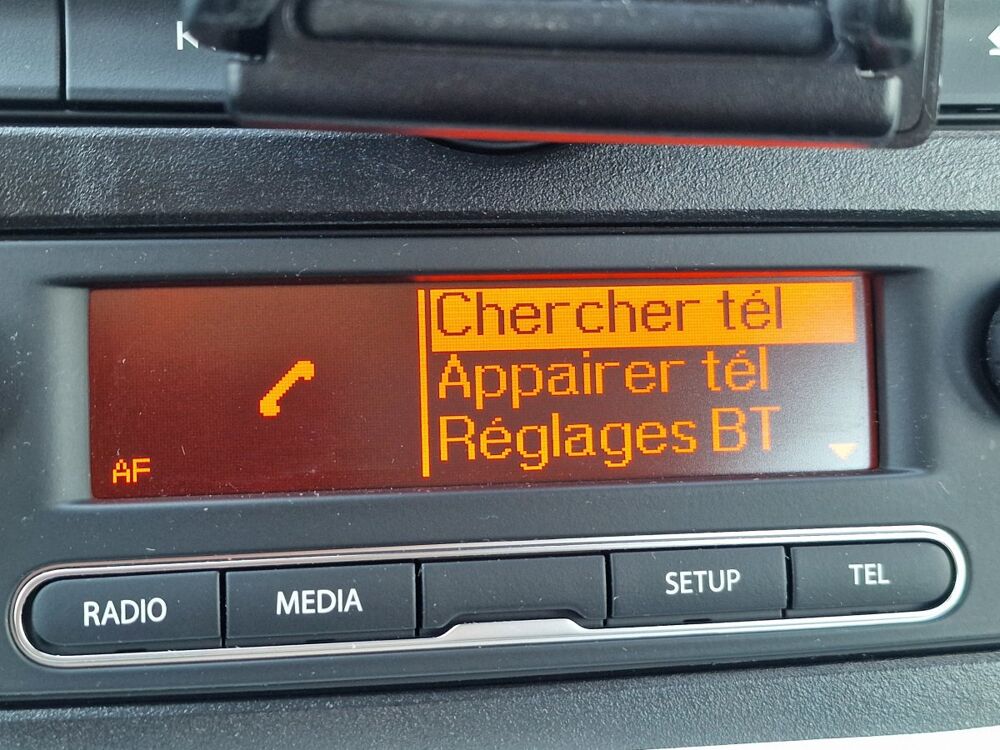 Chercher tél
Appairer tél
Réglages BT
AF
RADIO
MEDIA
SETUP
TEL